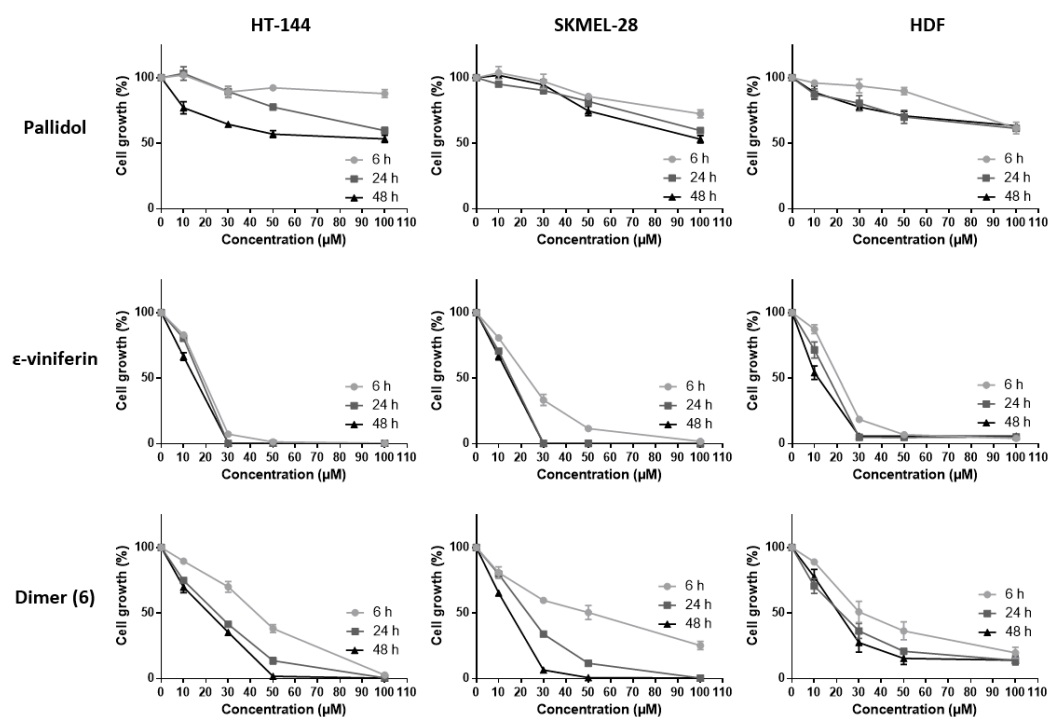 HT-144 SKMEL-28 HDF
Pallidol
Cell growth (%)
100
50
0
6 h
24 h
48 h
0 10 20 30 40 50 60 70 80 90 100 110
Concentration (µM)
Cell growth (%)
100
50
0
6 h
24 h
48 h
0 10 20 30 40 50 60 70 80 90 100 110
Concentration (µM)
Cell growth (%)
100
50
0
6 h
24 h
48 h
0 10 20 30 40 50 60 70 80 90 100 110
Concentration (µM)
ε-viniferin
Cell growth (%)
100
50
0
6 h
24 h
48 h
0 10 20 30 40 50 60 70 80 90 100 110
Concentration (µM)
Cell growth (%)
100
50
0
6 h
24 h
48 h
0 10 20 30 40 50 60 70 80 90 100 110
Concentration (µM)
Cell growth (%)
100
50
0
6 h
24 h
48 h
0 10 20 30 40 50 60 70 80 90 100 110
Concentration (µM)
Dimer (6)
Cell growth (%)
100
50
0
6 h
24 h
48 h
0 10 20 30 40 50 60 70 80 90 100 110
Concentration (µM)
Cell growth (%)
100
50
0
6 h
24 h
48 h
0 10 20 30 40 50 60 70 80 90 100 110
Concentration (µM)
Cell growth (%)
100
50
0
6 h
24 h
48 h
0 10 20 30 40 50 60 70 80 90 100 110
Concentration (µM)